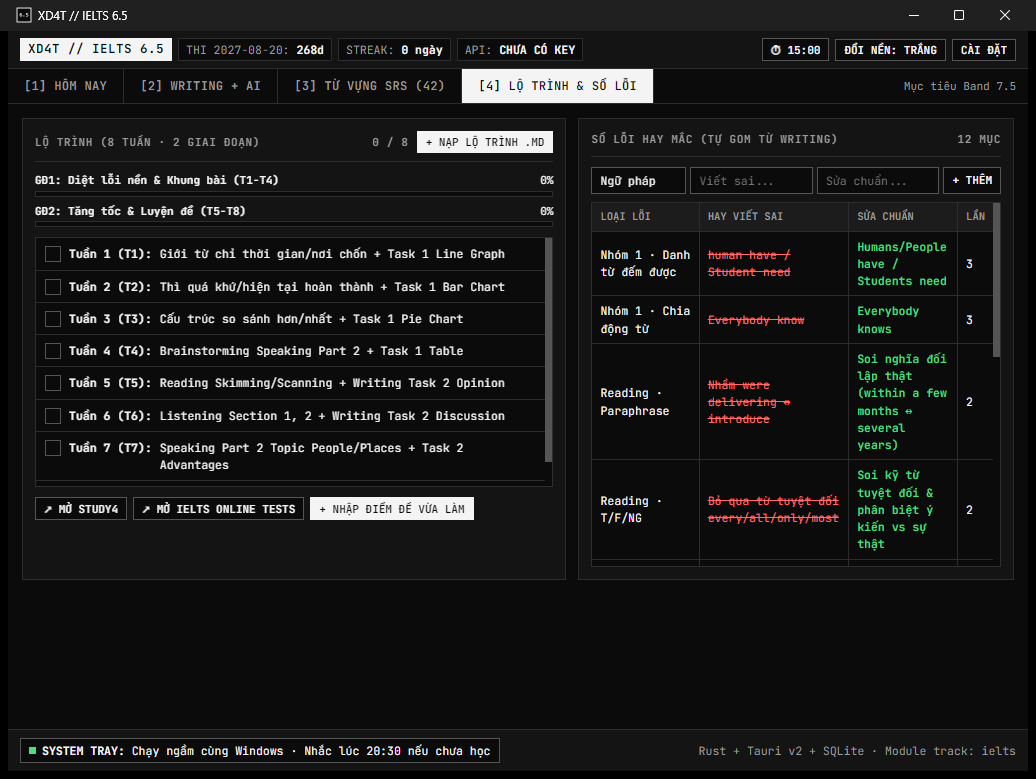 XD4T // IELTS 6.5
XD4T // IELTS 6.5
THI 2027-08-20: 268d
STREAK: 0 ngày
API: CHƯA CÓ KEY
⏱ 15:00
ĐỔI NỀN: TRẮNG
CÀI ĐẶT
[1] HÔM NAY
[2] WRITING + AI
[3] TỪ VỰNG SRS (42)
[4] LỘ TRÌNH & SỔ LỖI
Mục tiêu Band 7.5
LỘ TRÌNH (8 TUẦN · 2 GIAI ĐOẠN)
0 / 8
+ NẠP LỘ TRÌNH .MD
GĐ1: Diệt lỗi nền & Khung bài (T1-T4)
0%
GĐ2: Tăng tốc & Luyện đề (T5-T8)
0%
Tuần 1 (T1): Giới từ chỉ thời gian/nơi chốn + Task 1 Line Graph
Tuần 2 (T2): Thì quá khứ/hiện tại hoàn thành + Task 1 Bar Chart
Tuần 3 (T3): Cấu trúc so sánh hơn/nhất + Task 1 Pie Chart
Tuần 4 (T4): Brainstorming Speaking Part 2 + Task 1 Table
Tuần 5 (T5): Reading Skimming/Scanning + Writing Task 2 Opinion
Tuần 6 (T6): Listening Section 1, 2 + Writing Task 2 Discussion
Tuần 7 (T7): Speaking Part 2 Topic People/Places + Task 2
Advantages
↗ MỞ STUDY4
↗ MỞ IELTS ONLINE TESTS
+ NHẬP ĐIỂM ĐỀ VỪA LÀM
SỔ LỖI HAY MẮC (TỰ GOM TỪ WRITING)
12 MỤC
Ngữ pháp
Viết sai...
Sửa chuẩn...
+ THÊM
LOẠI LỖI
HAY VIẾT SAI
SỬA CHUẨN
LẦN
Nhóm 1 · Danh
từ đếm được
human have /
Student need
Humans/People
have /
Students need
3
Nhóm 1 · Chia
động từ
Everybody know
Everybody
knows
3
Reading ·
Paraphrase
Nhầm were
delivering ↔
introduce
Soi nghĩa đối
lập thật
(within a few
months ↔
several
years)
2
Reading ·
T/F/NG
Bỏ qua từ tuyệt đối
every/all/only/most
Soi kỹ từ
tuyệt đối &
phân biệt ý
kiến vs sự
thật
2
SYSTEM TRAY: Chạy ngầm cùng Windows · Nhắc lúc 20:30 nếu chưa học
Rust + Tauri v2 + SQLite · Module track: ielts